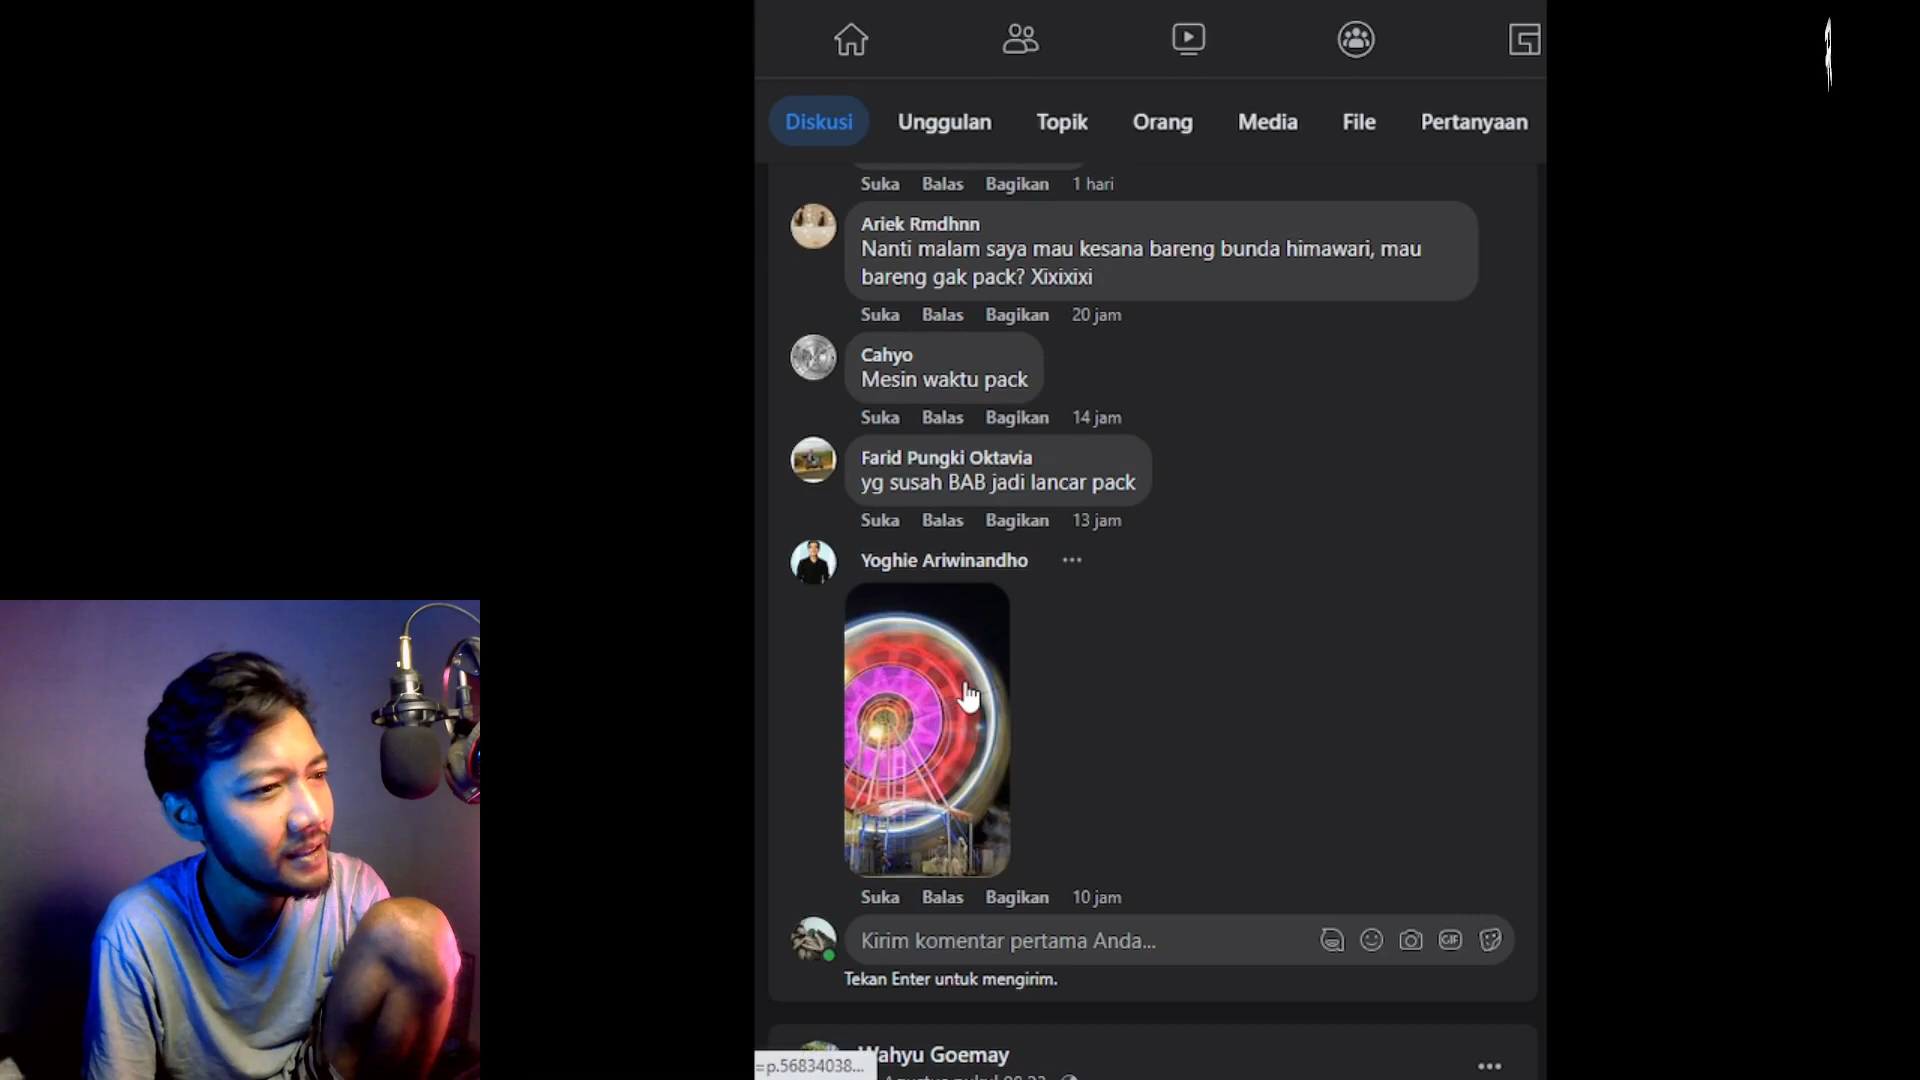 Diskusi Unggulan Topik Orang Media File Pertanyaan
Suka Balas Bagikan 1 hari
Ariek Rmdhnn
Nanti malam saya mau kesana bareng bunda himawari, mau
bareng gak pack? Xixixixi
Suka Balas Bagikan 20 jam
Cahyo
Mesin waktu pack
Suka Balas Bagikan 14 jam
Farid Pungki Oktavia
yg susah BAB jadi lancar pack
Suka Balas Bagikan 13 jam
Yoghie Ariwinandho
Suka Balas Bagikan 10 jam
Kirim komentar pertama Anda...
GIF
Tekan Enter untuk mengirim.
Wahyu Goemay
=p.56834038...